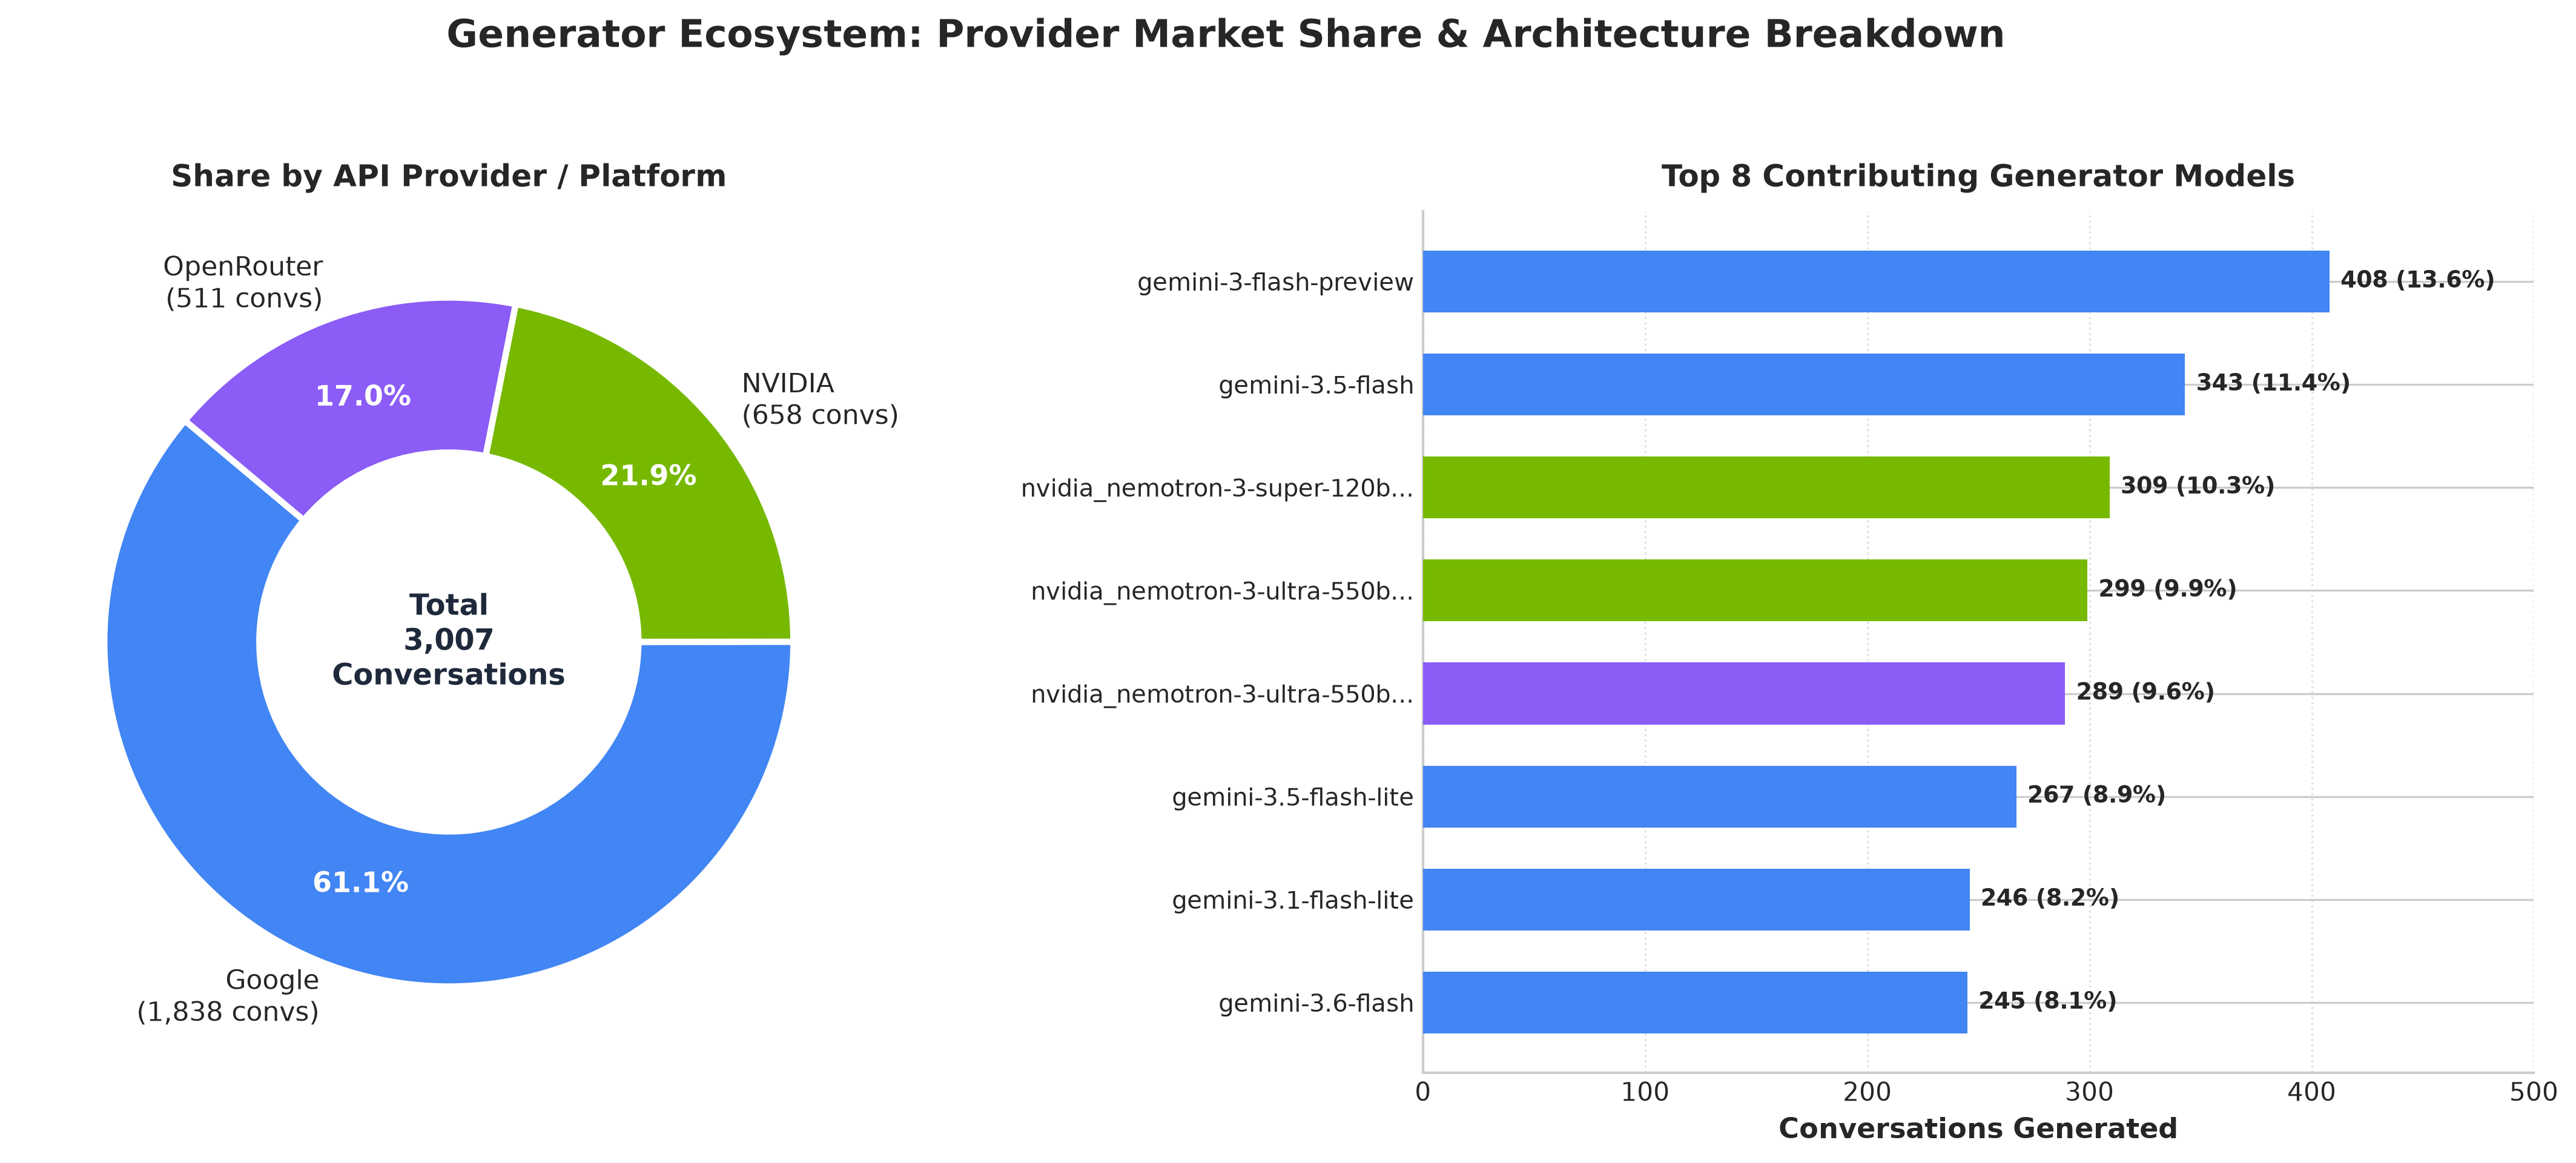 Generator Ecosystem: Provider Market Share & Architecture Breakdown
Share by API Provider / Platform
OpenRouter
(511 convs)
17.0%
NVIDIA
(658 convs)
21.9%
Total
3,007
Conversations
61.1%
Google
(1,838 convs)
Top 8 Contributing Generator Models
gemini-3-flash-preview
408 (13.6%)
gemini-3.5-flash
343 (11.4%)
nvidia_nemotron-3-super-120b...
309 (10.3%)
nvidia_nemotron-3-ultra-550b...
299 (9.9%)
nvidia_nemotron-3-ultra-550b...
289 (9.6%)
gemini-3.5-flash-lite
267 (8.9%)
gemini-3.1-flash-lite
246 (8.2%)
gemini-3.6-flash
245 (8.1%)
0 100 200 300 400 500
Conversations Generated